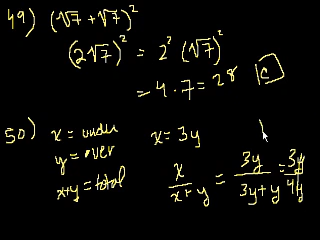 49) (√7 + √7)²
(2√7)² = 2² (√7)²
= 4 . 7 = 28 C
50) x = under x = 3y
y = over
x+y = total x/x+y = 3y/3y+y = 3y/4y